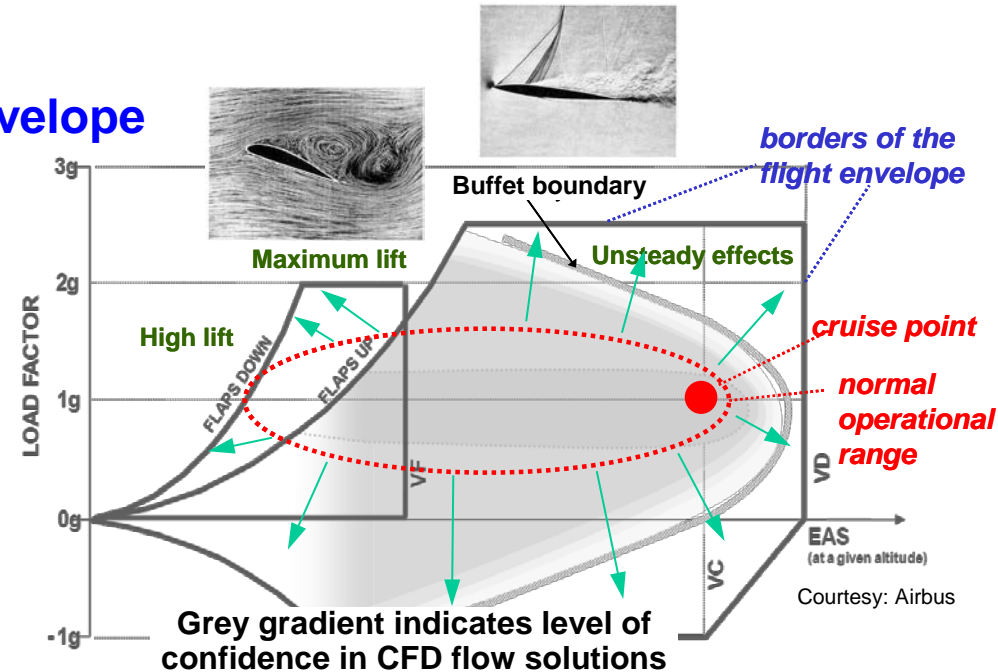 velope
3g
Buffet boundary
borders of the
flight envelope
Maximum lift
Unsteady effects
2g
High lift
cruise point
LOAD FACTOR
FLAPS DOWN
FLAPS UP
1g
normal
operational
range
VF
VD
0g
EAS
(at a given altitude)
VC
Courtesy: Airbus
Grey gradient indicates level of
confidence in CFD flow solutions
-1g